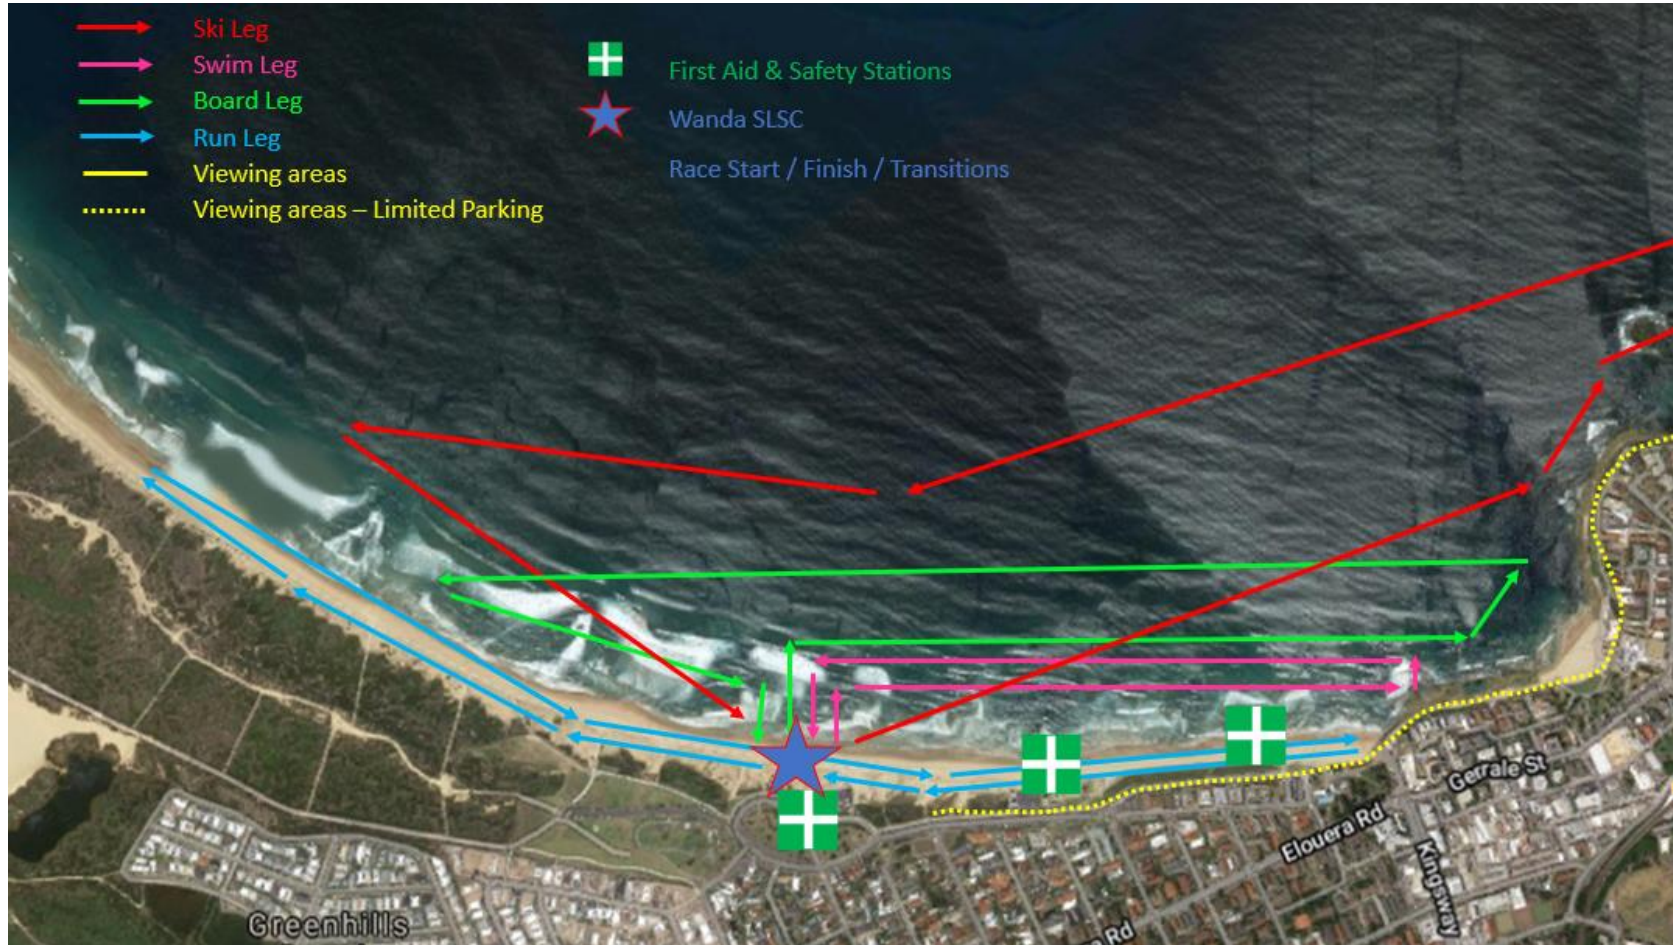 Ski Leg
Swim Leg
Board Leg
Run Leg
Viewing areas
Viewing areas – Limited Parking
First Aid & Safety Stations
Wanda SLSC
Race Start / Finish / Transitions
Gerrale St
Elouera Rd
Kingsway
Greenhills
Rd